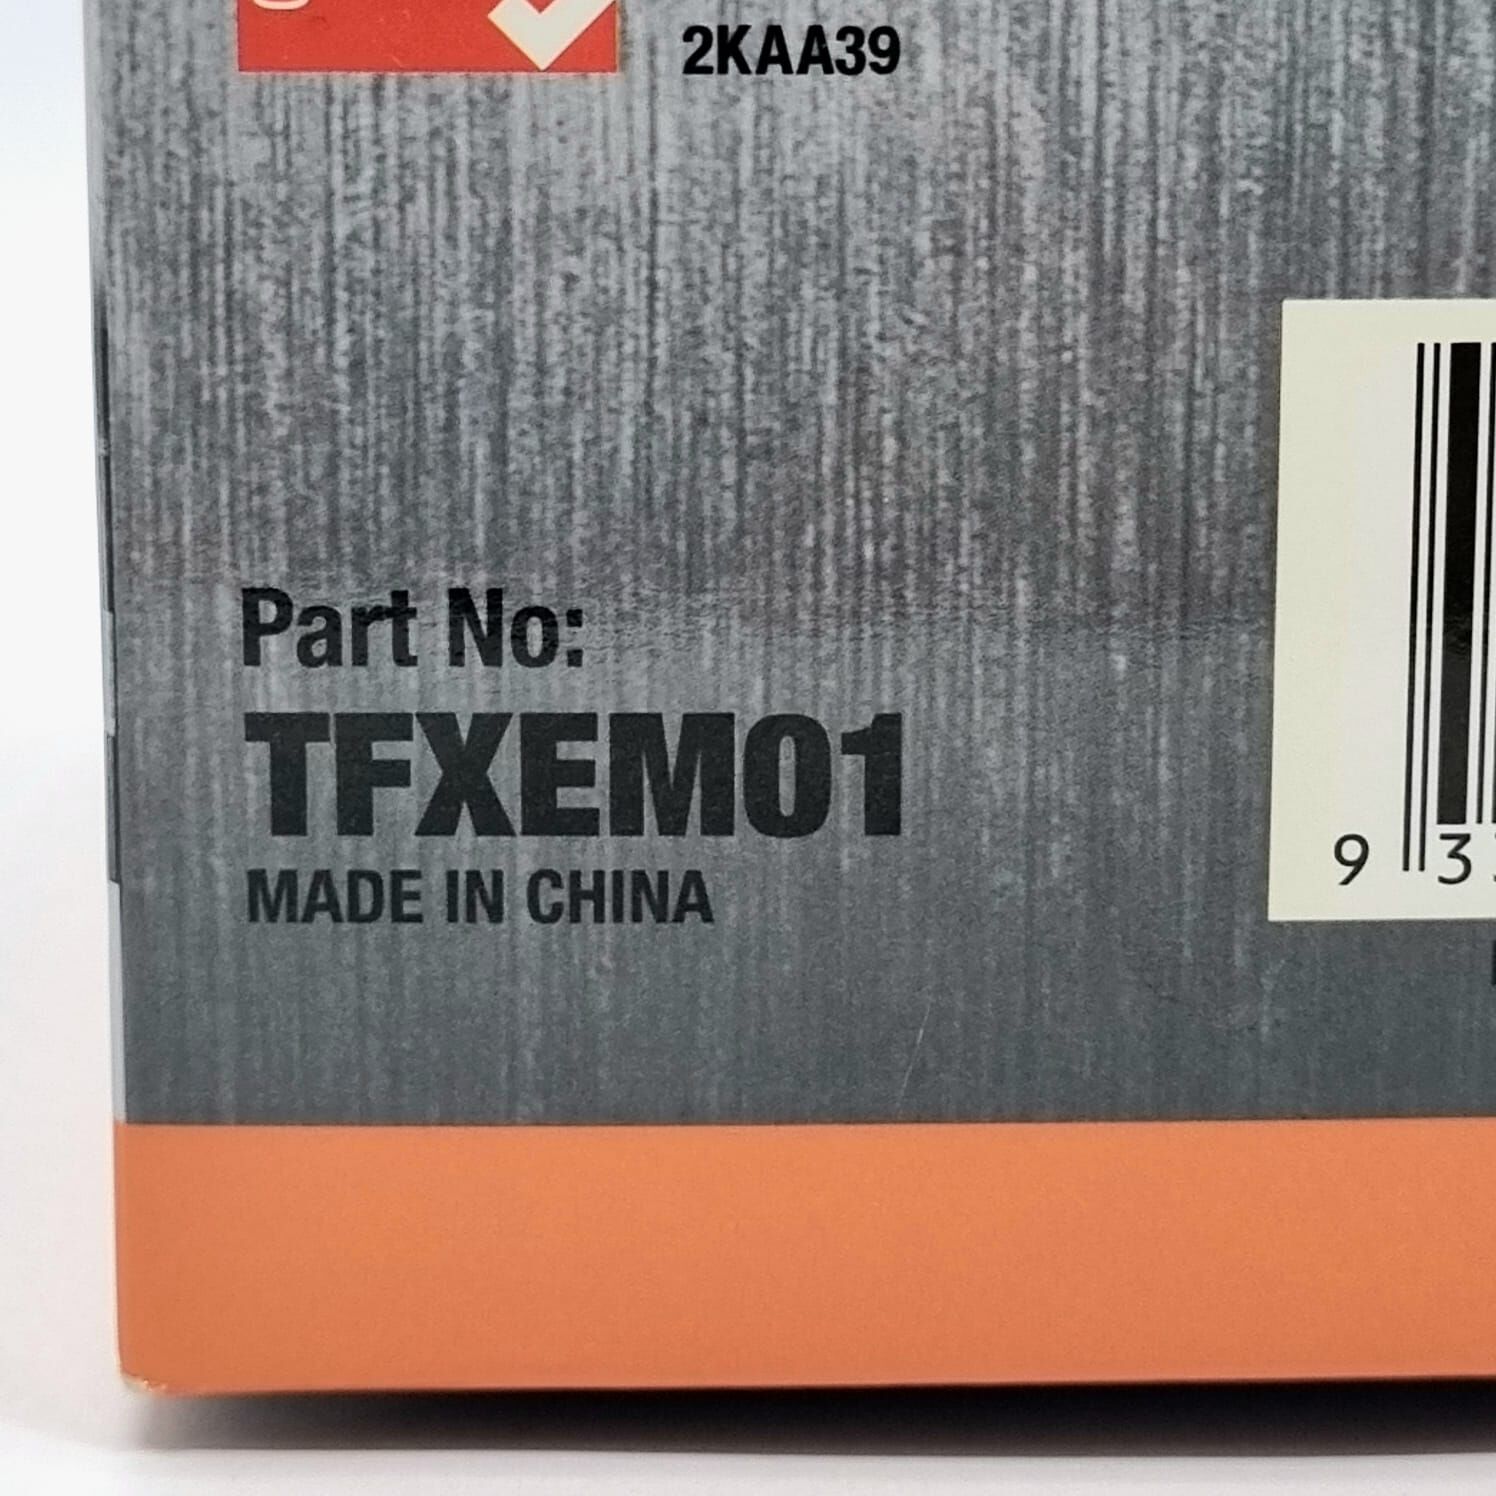 2KAA39
Part No:
TFXEM01
MADE IN CHINA
9 3